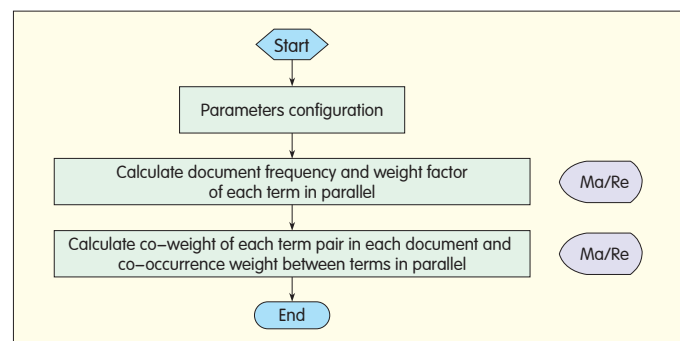 Start
Parameters configuration
Calculate document frequency and weight factor
of each term in parallel
Ma/Re
Calculate co-weight of each term pair in each document and
co-occurrence weight between terms in parallel
Ma/Re
End